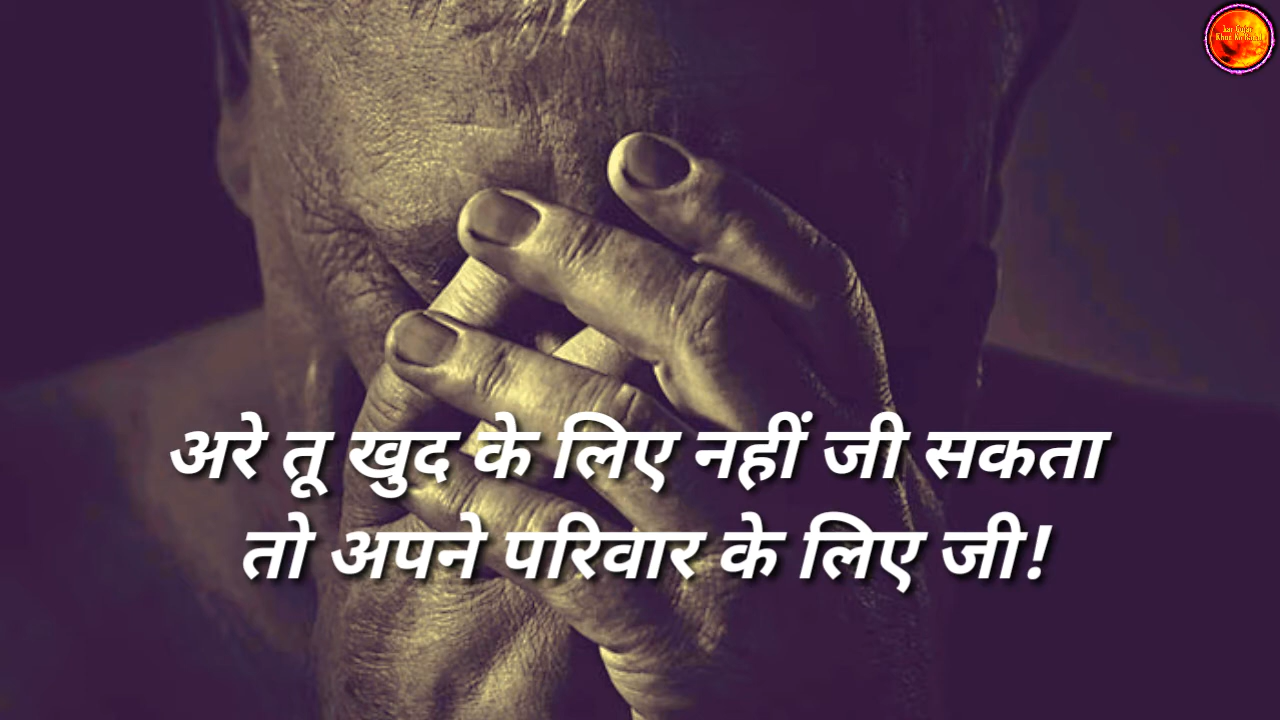 अरे तू खुद के लिए नहीं जी सकता
तो अपने परिवार के लिए जी!